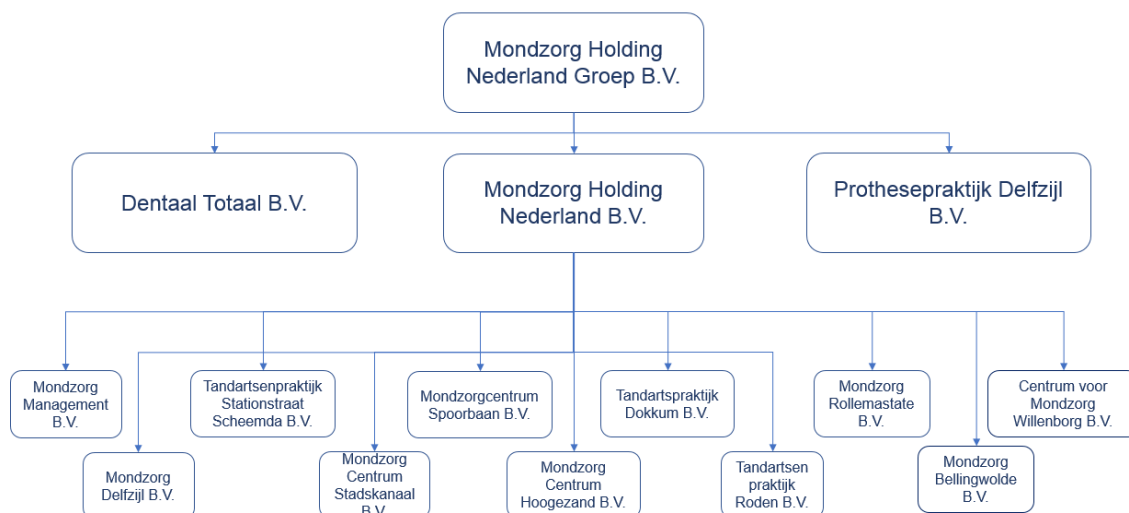 Mondzorg Holding
Nederland Groep B.V.
Dentaal Totaal B.V.
Mondzorg Holding
Nederland B.V.
Prothesepraktijk Delfzijl
B.V.
Mondzorg
Management
B.V.
Tandartsenpraktijk
Stationstraat
Scheemda B.V.
Mondzorgcentrum
Spoorbaan B.V.
Tandartspraktijk
Dokkum B.V.
Mondzorg
Rollemastate
B.V.
Centrum voor
Mondzorg
Willenborg B.V.
Mondzorg
Delfzijl B.V.
Mondzorg
Centrum
Stadskanaal
B.V.
Mondzorg
Centrum
Hoogezand B.V.
Tandartsen
praktijk
Roden B.V.
Mondzorg
Bellingwolde
B.V.